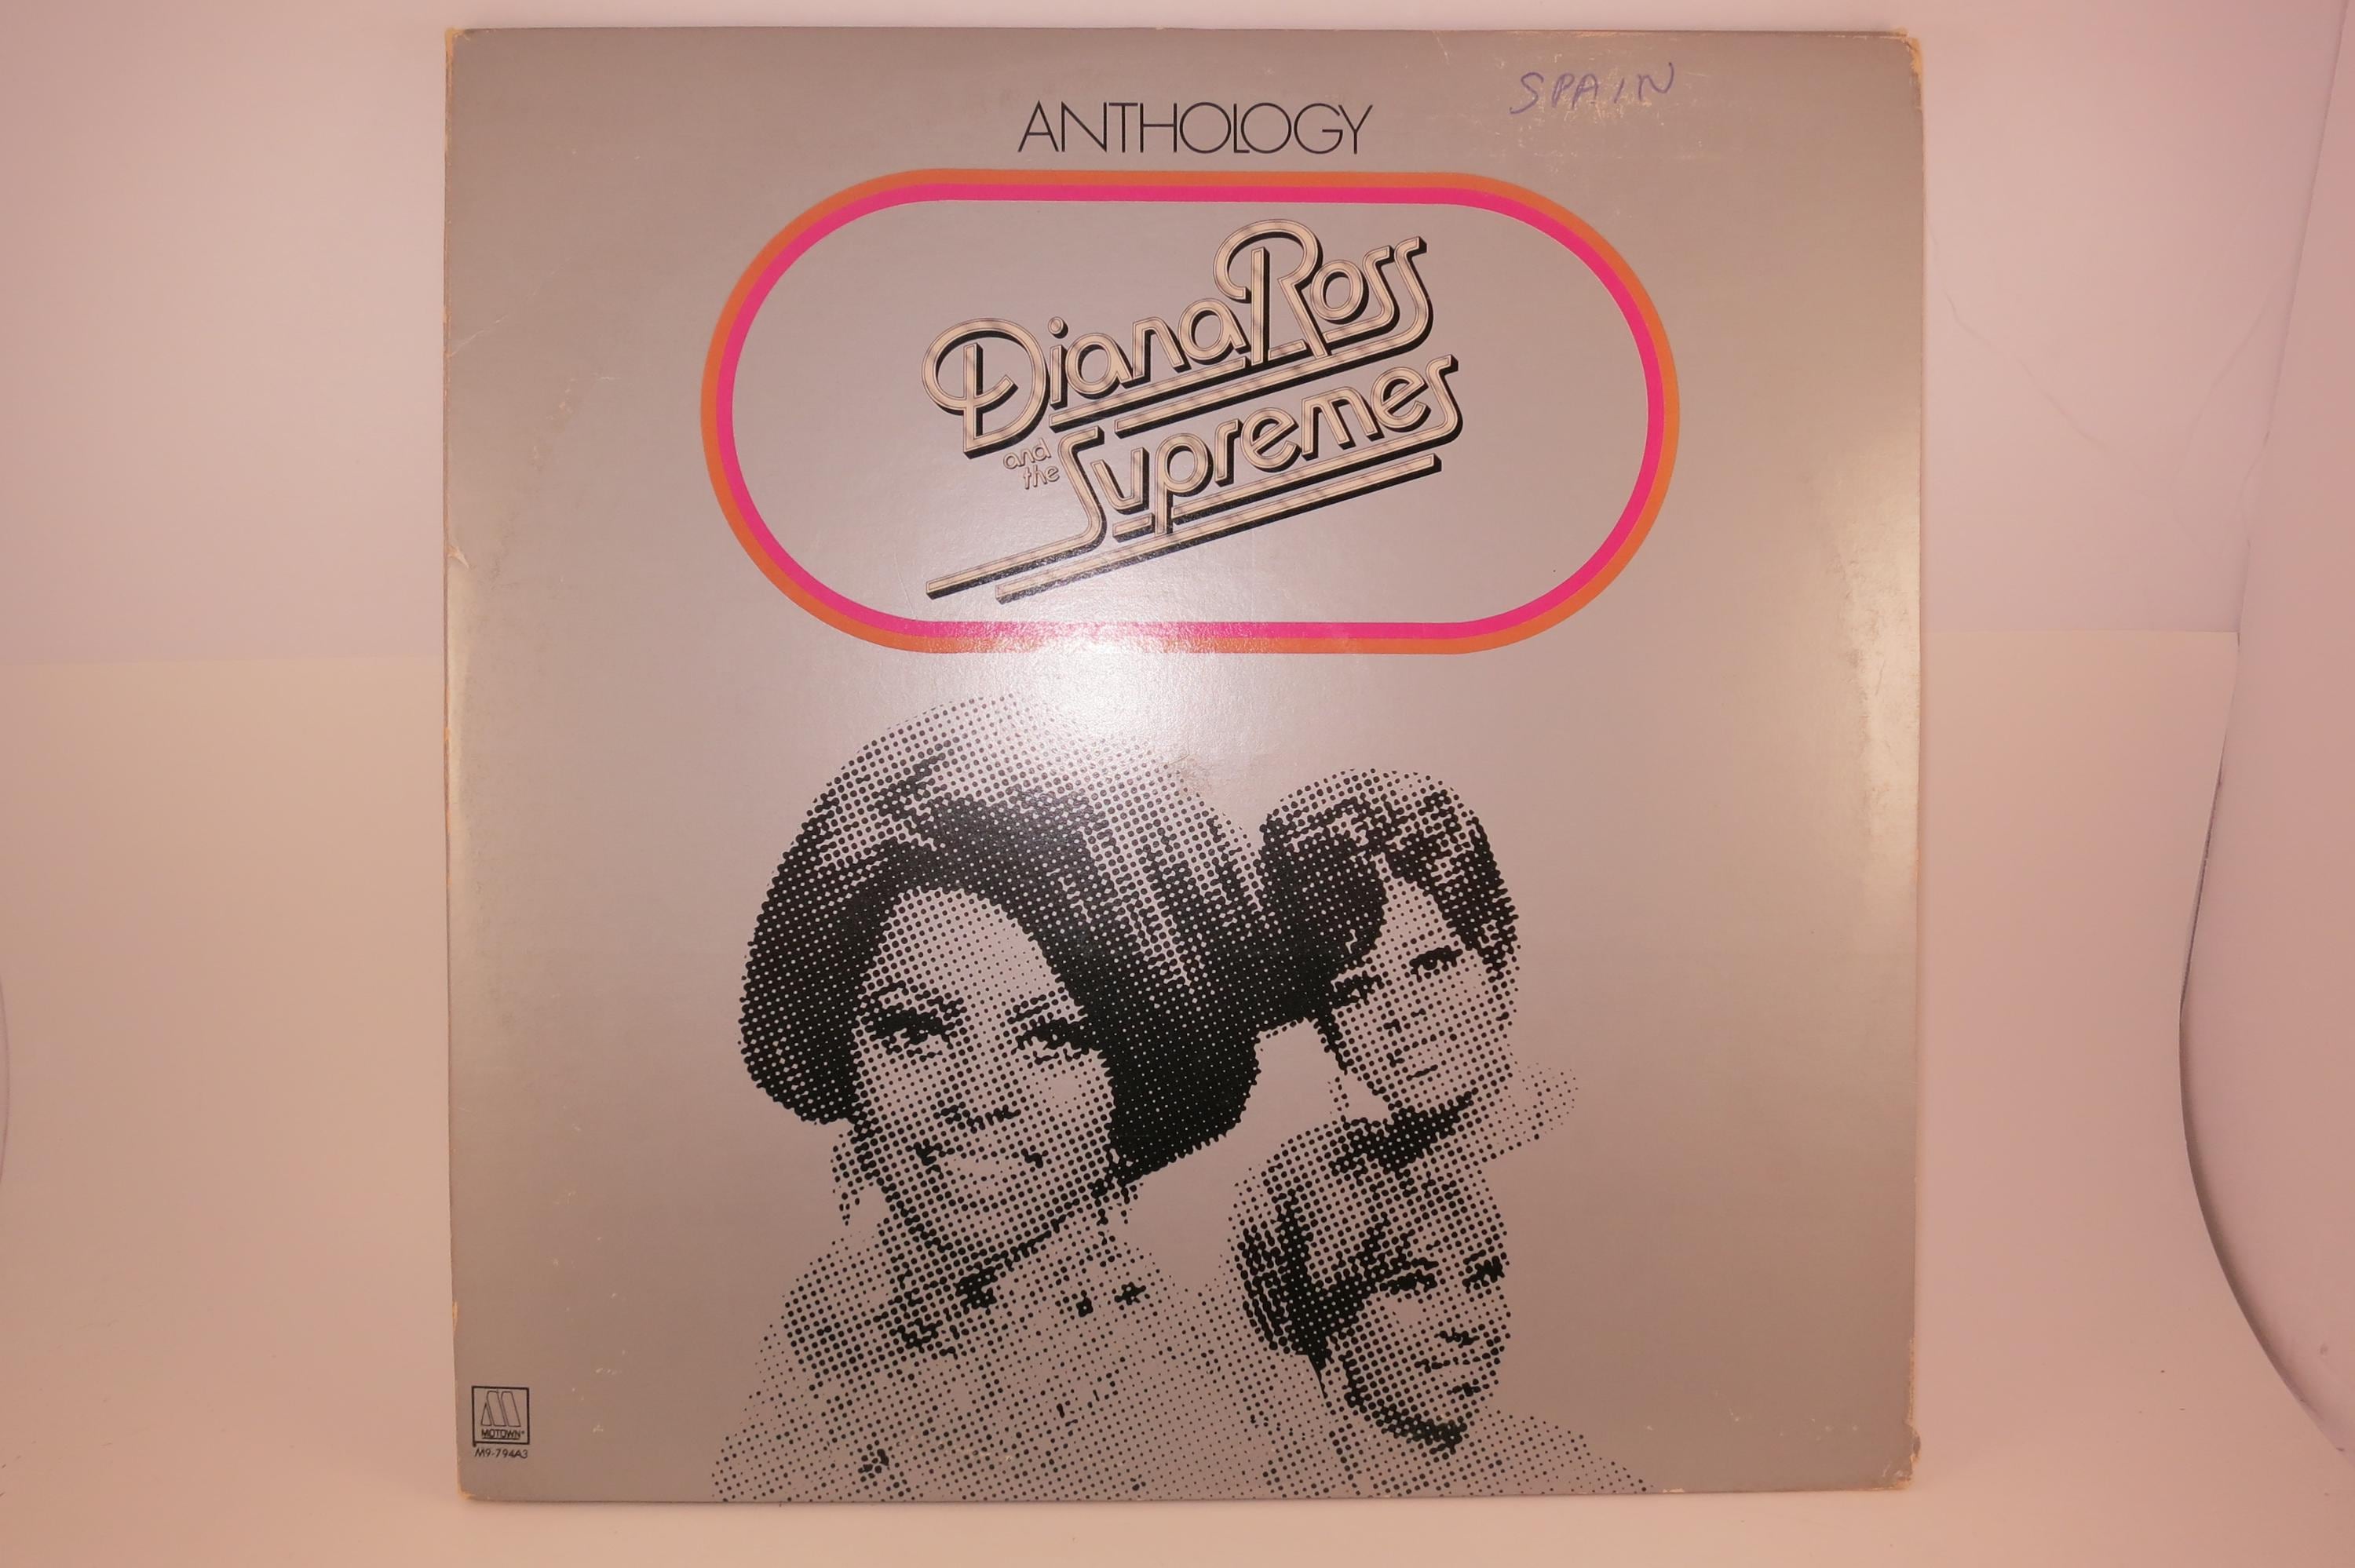 SPAIN
ANTHOLOGY
Diana Ross
and the
Supremes
MOTOWN®
M9-794A3